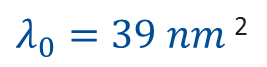 λ₀ = 39 nm ²